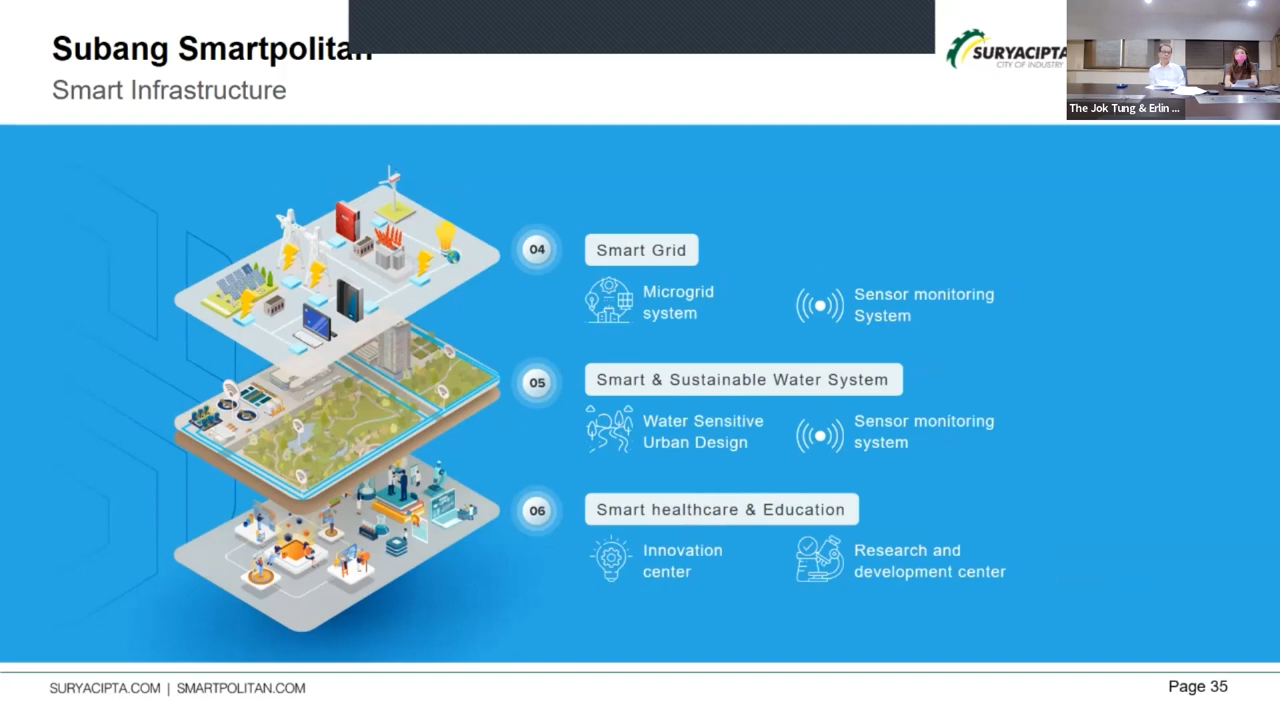 Subang Smartpolitan
Smart Infrastructure
SURYACIPTA
CITY OF INDUSTRY
The Jok Tung & Erlin ...
04
Smart Grid
Microgrid
system
Sensor monitoring
System
05
Smart & Sustainable Water System
Water Sensitive
Urban Design
Sensor monitoring
system
06
Smart healthcare & Education
Innovation
center
Research and
development center
SURYACIPTA.COM | SMARTPOLITAN.COM
Page 35